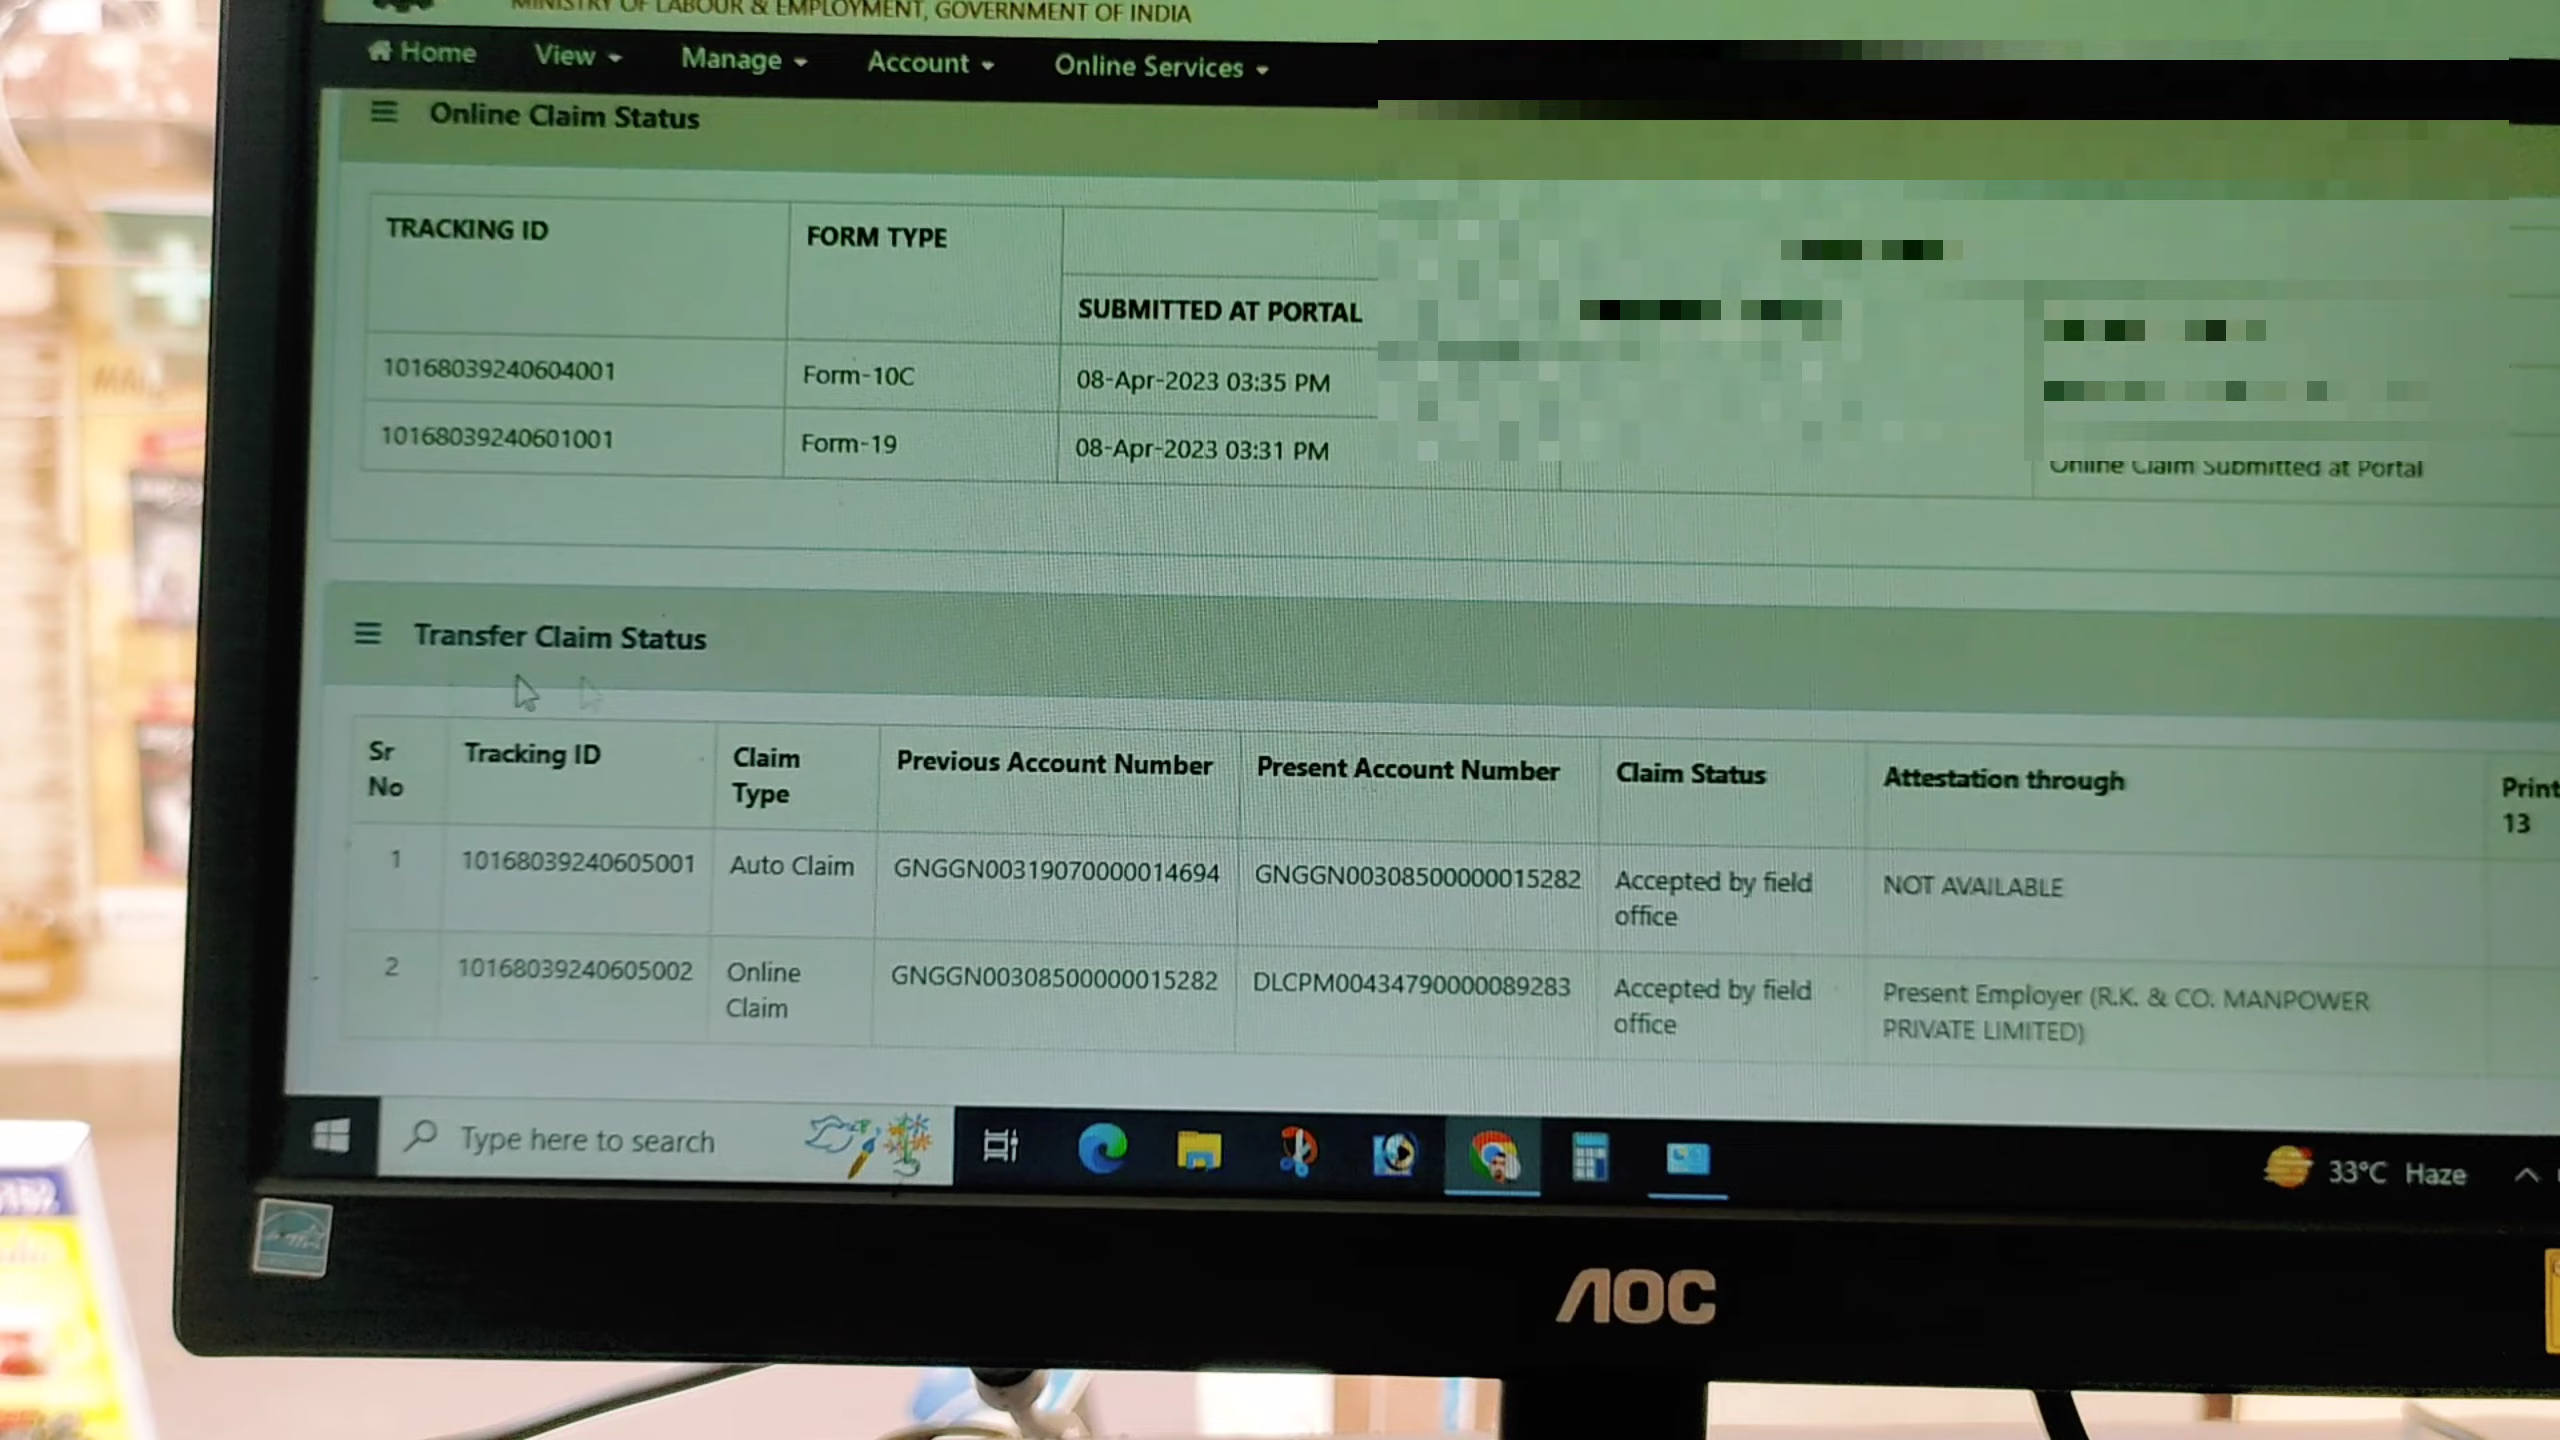 MINISTRY OF LABOUR & EMPLOYMENT, GOVERNMENT OF INDIA
Home View Manage Account Online Services
Online Claim Status
TRACKING ID FORM TYPE
SUBMITTED AT PORTAL
10168039240604001 Form-10C 08-Apr-2023 03:35 PM
10168039240601001 Form-19 08-Apr-2023 03:31 PM
Online Claim Submitted at Portal
Transfer Claim Status
Sr No Tracking ID Claim Type Previous Account Number Present Account Number Claim Status Attestation through Print 13
1 10168039240605001 Auto Claim GNGGN00319070000014694 GNGGN00308500000015282 Accepted by field office NOT AVAILABLE
2 10168039240605002 Online Claim GNGGN00308500000015282 DLCPM00434790000089283 Accepted by field office Present Employer (R.K. & CO. MANPOWER PRIVATE LIMITED)
Type here to search
33°C Haze
AOC